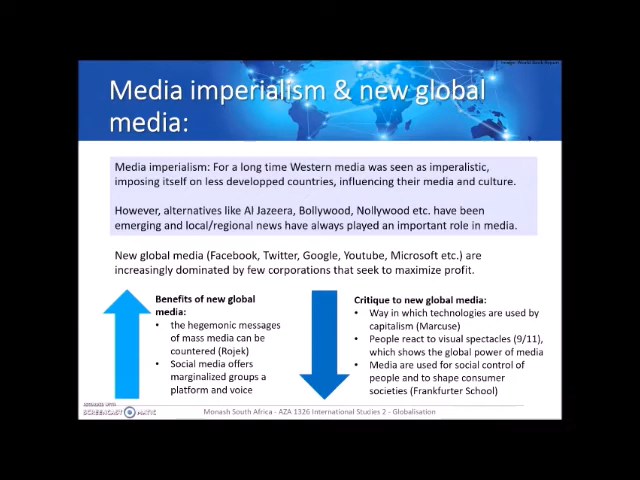 Media imperialism & new global
media:
Media imperialism: For a long time Western media was seen as imperalistic,
imposing itself on less developped countries, influencing their media and culture.
However, alternatives like Al Jazeera, Bollywood, Nollywood etc. have been
emerging and local/regional news have always played an important role in media.
New global media (Facebook, Twitter, Google, Youtube, Microsoft etc.) are
increasingly dominated by few corporations that seek to maximize profit.
Benefits of new global
media:
• the hegemonic messages
of mass media can be
countered (Rojek)
• Social media offers
marginalized groups a
platform and voice
Critique to new global media:
• Way in which technologies are used by
capitalism (Marcuse)
• People react to visual spectacles (9/11),
which shows the global power of media
• Media are used for social control of
people and to shape consumer
societies (Frankfurter School)
SCREENCAST MATIC
Monash South Africa - AZA 1326 International Studies 2 - Globalisation